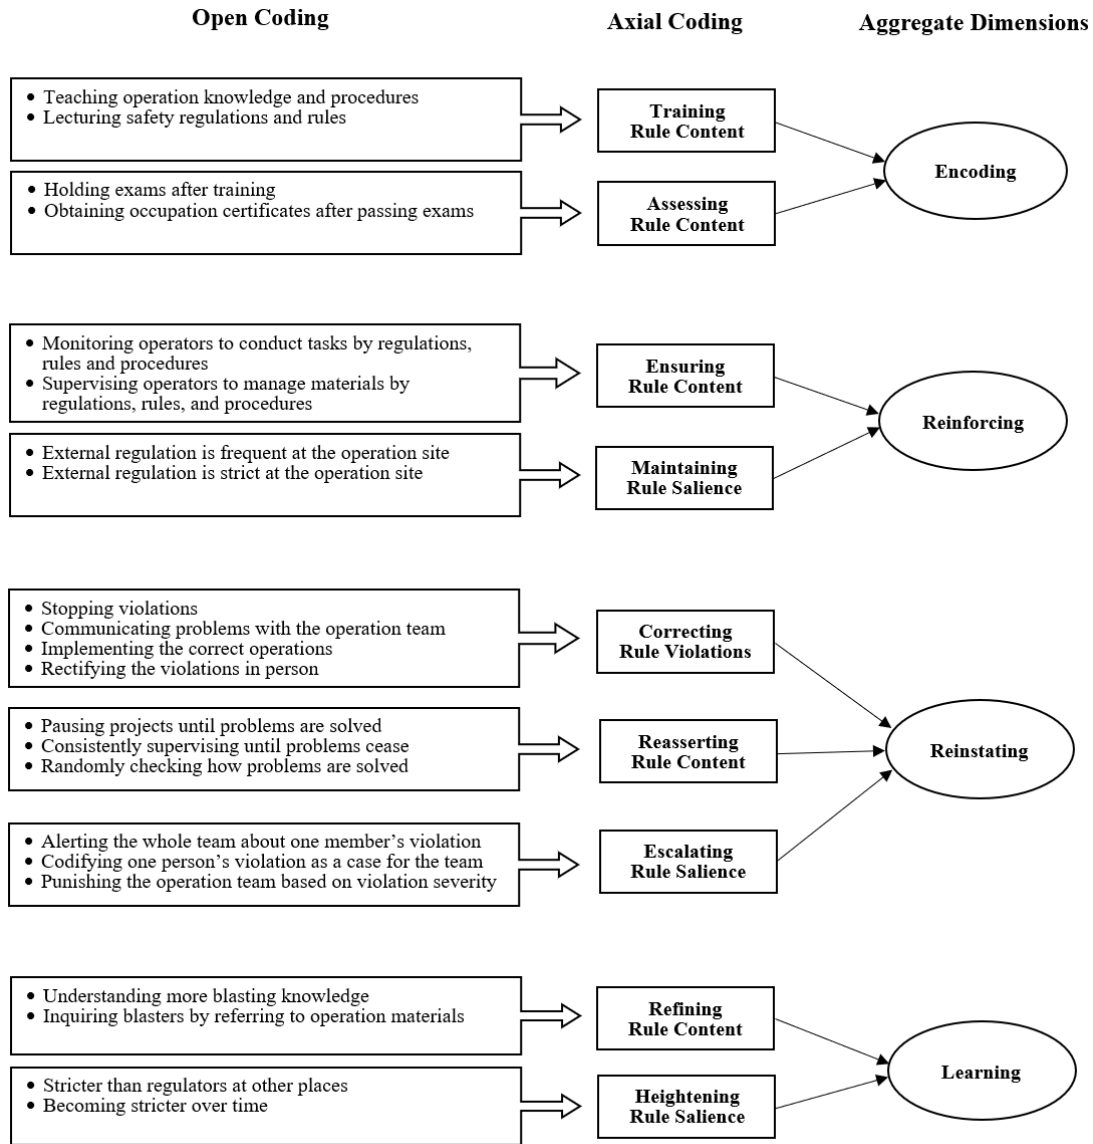 Open Coding
Axial Coding
Aggregate Dimensions
• Teaching operation knowledge and procedures
• Lecturing safety regulations and rules
Training
Rule Content
• Holding exams after training
• Obtaining occupation certificates after passing exams
Assessing
Rule Content
Encoding
• Monitoring operators to conduct tasks by regulations,
rules and procedures
• Supervising operators to manage materials by
regulations, rules, and procedures
Ensuring
Rule Content
• External regulation is frequent at the operation site
• External regulation is strict at the operation site
Maintaining
Rule Salience
Reinforcing
• Stopping violations
• Communicating problems with the operation team
• Implementing the correct operations
• Rectifying the violations in person
Correcting
Rule Violations
• Pausing projects until problems are solved
• Consistently supervising until problems cease
• Randomly checking how problems are solved
Reasserting
Rule Content
• Alerting the whole team about one member’s violation
• Codifying one person’s violation as a case for the team
• Punishing the operation team based on violation severity
Escalating
Rule Salience
Reinstating
• Understanding more blasting knowledge
• Inquiring blasters by referring to operation materials
Refining
Rule Content
• Stricter than regulators at other places
• Becoming stricter over time
Heightening
Rule Salience
Learning